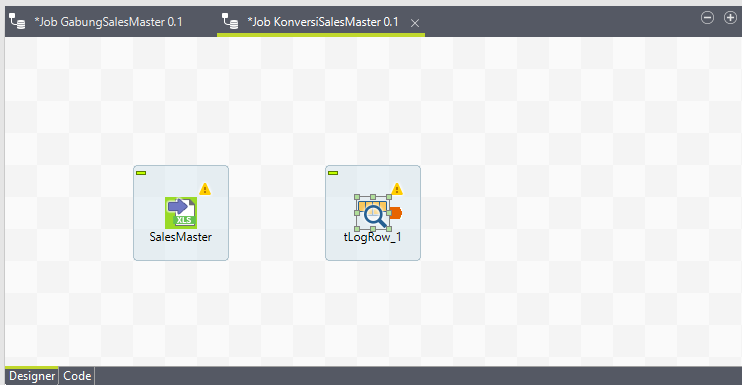 *Job GabungSalesMaster 0.1
*Job KonversiSalesMaster 0.1
XLS
SalesMaster
tLogRow_1
Designer
Code